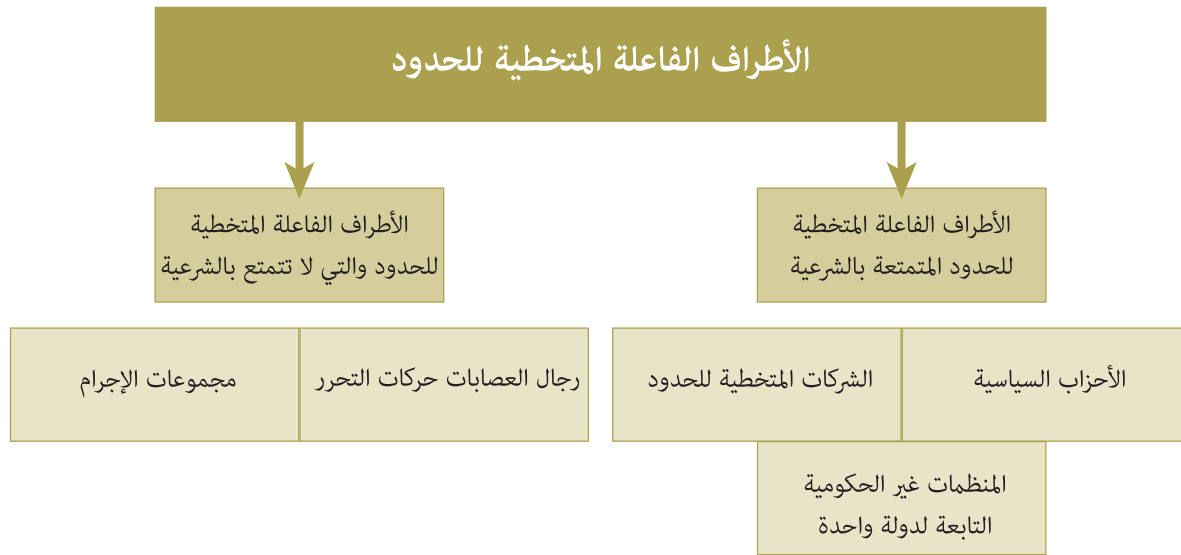 الأطراف الفاعلة المتخطية للحدود
الأطراف الفاعلة المتخطية
للحدود المتمتعة بالشرعية
الأطراف الفاعلة المتخطية
للحدود والتي لا تتمتع بالشرعية
الأحزاب السياسية
الشركات المتخطية للحدود
رجال العصابات حركات التحرر
مجموعات الإجرام
المنظمات غير الحكومية
التابعة لدولة واحدة